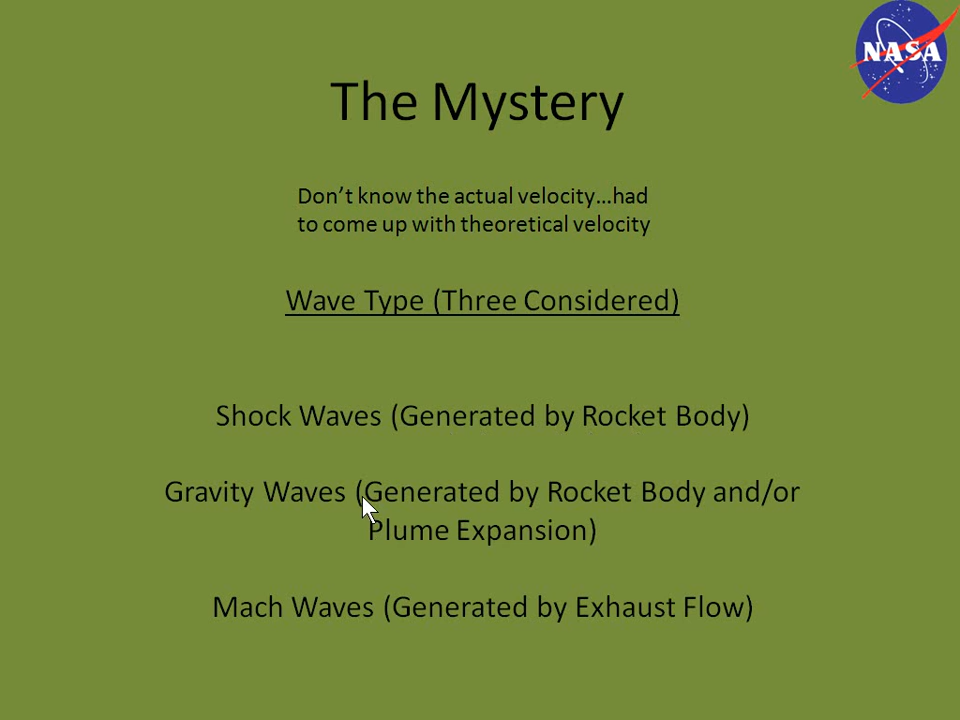 NASA
The Mystery
Don’t know the actual velocity…had
to come up with theoretical velocity
Wave Type (Three Considered)
Shock Waves (Generated by Rocket Body)
Gravity Waves (Generated by Rocket Body and/or
Plume Expansion)
Mach Waves (Generated by Exhaust Flow)